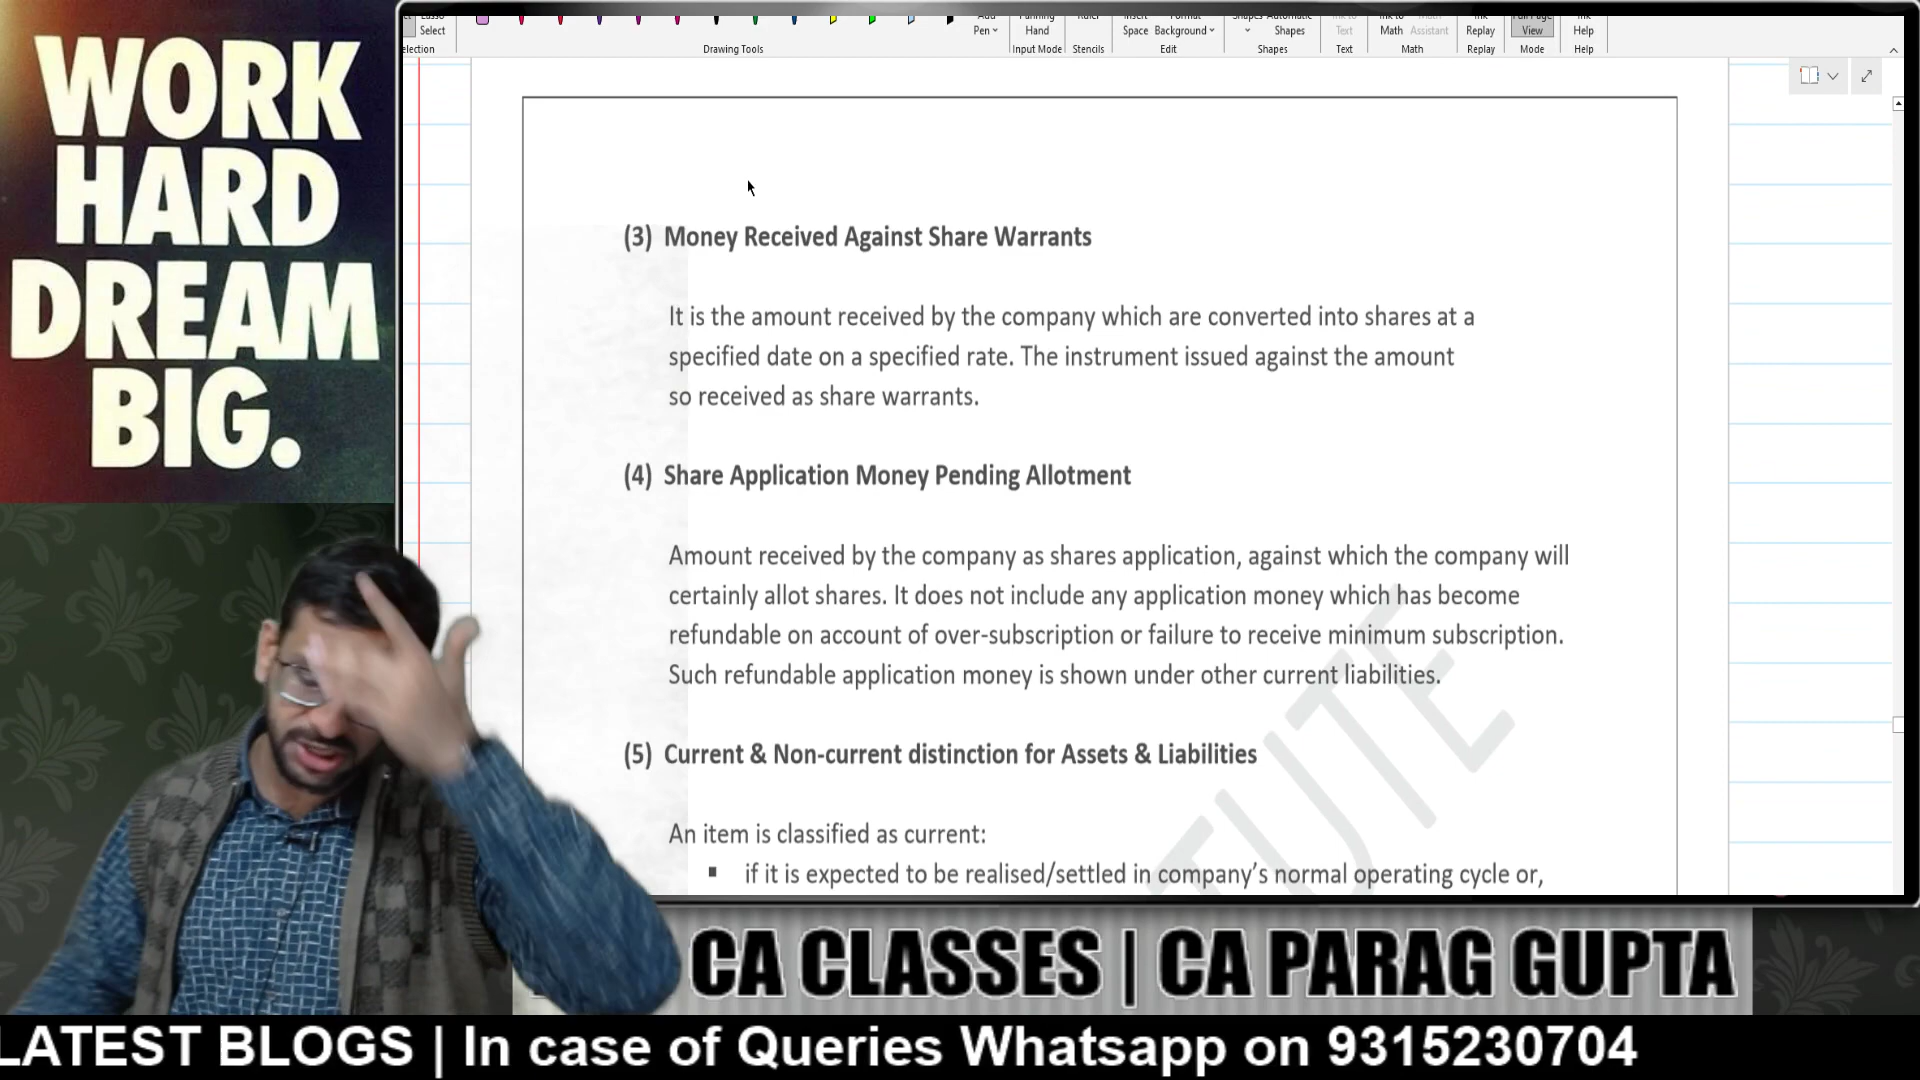 WORK
HARD
DREAM
BIG.
Select
Pen
Hand
Space
Background
Shapes
Text
Math
Assistant
Replay
View
Help
Drawing Tools
Input Mode
Stencils
Edit
Shapes
Text
Math
Replay
Mode
Help
(3) Money Received Against Share Warrants
It is the amount received by the company which are converted into shares at a
specified date on a specified rate. The instrument issued against the amount
so received as share warrants.
(4) Share Application Money Pending Allotment
Amount received by the company as shares application, against which the company will
certainly allot shares. It does not include any application money which has become
refundable on account of over-subscription or failure to receive minimum subscription.
Such refundable application money is shown under other current liabilities.
(5) Current & Non-current distinction for Assets & Liabilities
An item is classified as current:
▪ if it is expected to be realised/settled in company’s normal operating cycle or,
TUTE
CA CLASSES | CA PARAG GUPTA
LATEST BLOGS | In case of Queries Whatsapp on 9315230704